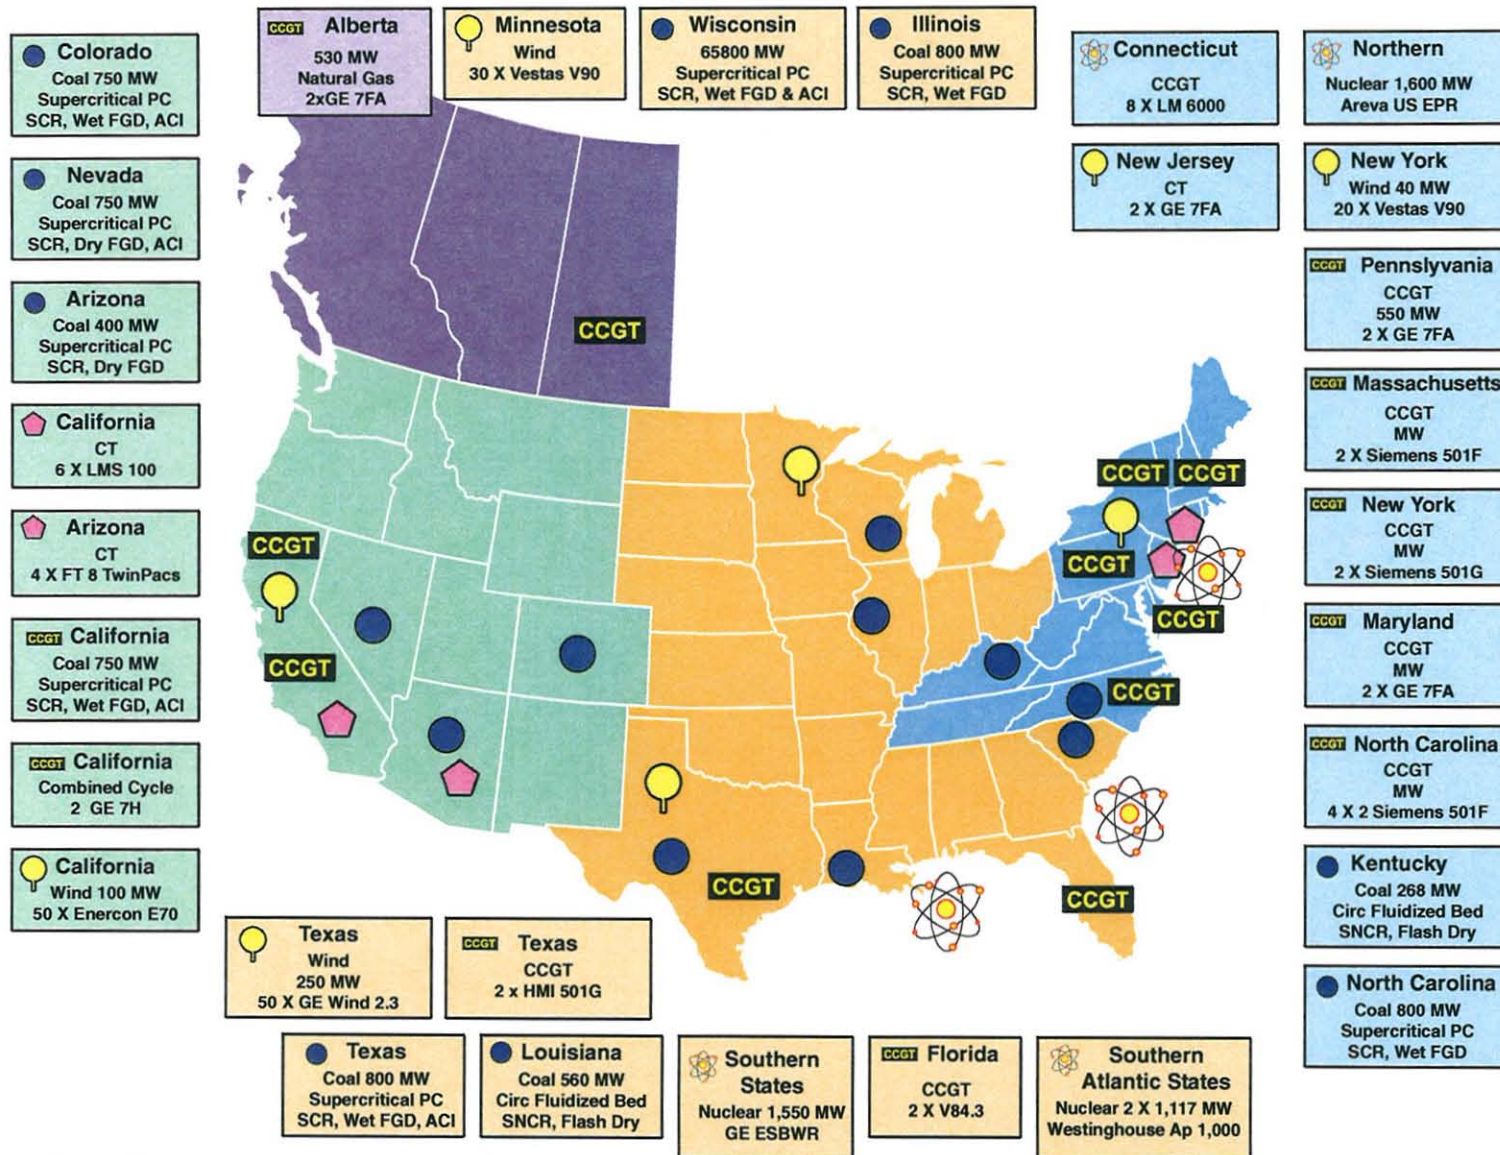 Colorado
Coal 750 MW
Supercritical PC
SCR, Wet FGD, ACI
Nevada
Coal 750 MW
Supercritical PC
SCR, Dry FGD, ACI
Arizona
Coal 400 MW
Supercritical PC
SCR, Dry FGD
California
CT
6 X LMS 100
Arizona
CT
4 X FT 8 TwinPacs
CCGT California
Coal 750 MW
Supercritical PC
SCR, Wet FGD, ACI
CCGT California
Combined Cycle
2 GE 7H
California
Wind 100 MW
50 X Enercon E70
CCGT Alberta
530 MW
Natural Gas
2xGE 7FA
Minnesota
Wind
30 X Vestas V90
Wisconsin
65800 MW
Supercritical PC
SCR, Wet FGD & ACI
Illinois
Coal 800 MW
Supercritical PC
SCR, Wet FGD
Connecticut
CCGT
8 X LM 6000
Northern
Nuclear 1,600 MW
Areva US EPR
New Jersey
CT
2 X GE 7FA
New York
Wind 40 MW
20 X Vestas V90
CCGT Pennslyvania
CCGT
550 MW
2 X GE 7FA
CCGT Massachusetts
CCGT
MW
2 X Siemens 501F
CCGT New York
CCGT
MW
2 X Siemens 501G
CCGT Maryland
CCGT
MW
2 X GE 7FA
CCGT North Carolina
CCGT
MW
4 X 2 Siemens 501F
Kentucky
Coal 268 MW
Circ Fluidized Bed
SNCR, Flash Dry
North Carolina
Coal 800 MW
Supercritical PC
SCR, Wet FGD
CCGT
CCGT
CCGT
CCGT
CCGT
CCGT
CCGT
CCGT
CCGT
CCGT
Texas
Wind
250 MW
50 X GE Wind 2.3
CCGT Texas
CCGT
2 x HMI 501G
Texas
Coal 800 MW
Supercritical PC
SCR, Wet FGD, ACI
Louisiana
Coal 560 MW
Circ Fluidized Bed
SNCR, Flash Dry
Southern
States
Nuclear 1,550 MW
GE ESBWR
CCGT Florida
CCGT
2 X V84.3
Southern
Atlantic States
Nuclear 2 X 1,117 MW
Westinghouse Ap 1,000